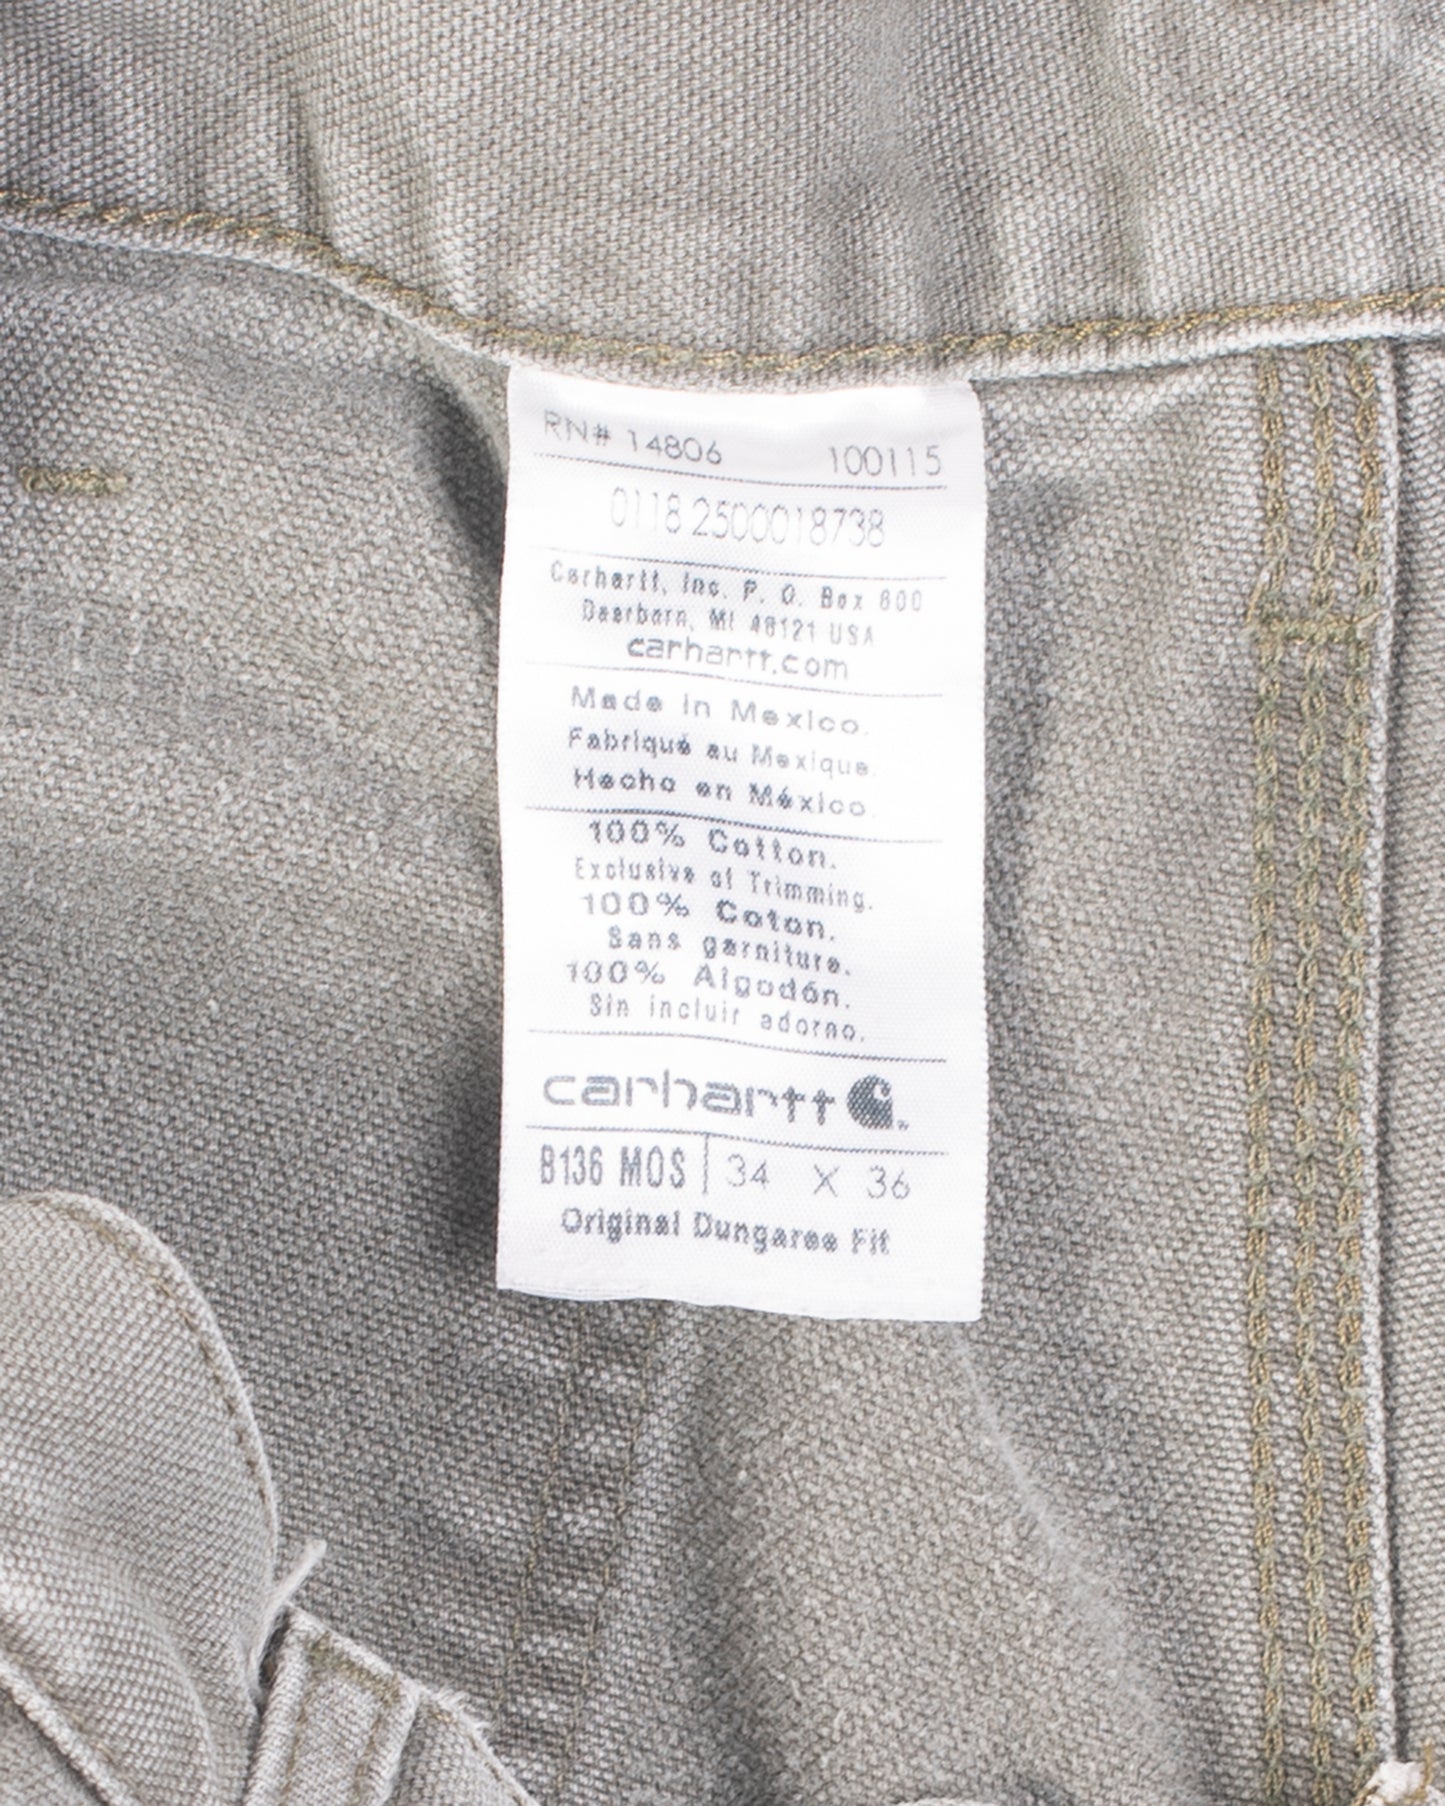 RN# 14806 100115
0118 2500018738
Carhartt, Inc. P. O. Box 600
Dearborn, MI 48121 USA
carhartt.com
Made in Mexico.
Fabriqué au Mexique.
Hecho en México.
100% Cotton.
Exclusive of Trimming.
100% Coton.
Sans garniture.
100% Algodón.
Sin incluir adorno.
carhartt
B136 MOS 34 X 36
Original Dungaree Fit